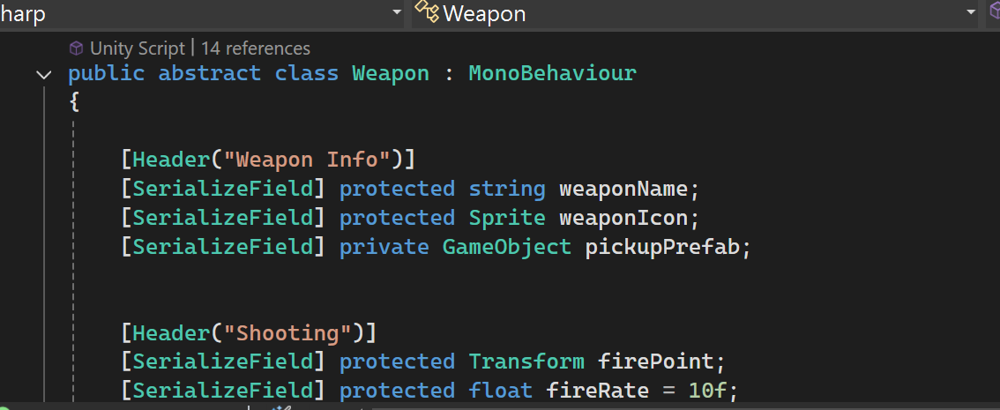 harp
Weapon
Unity Script | 14 references
public abstract class Weapon : MonoBehaviour
{
[Header("Weapon Info")]
[SerializeField] protected string weaponName;
[SerializeField] protected Sprite weaponIcon;
[SerializeField] private GameObject pickupPrefab;
[Header("Shooting")]
[SerializeField] protected Transform firePoint;
[SerializeField] protected float fireRate = 10f;